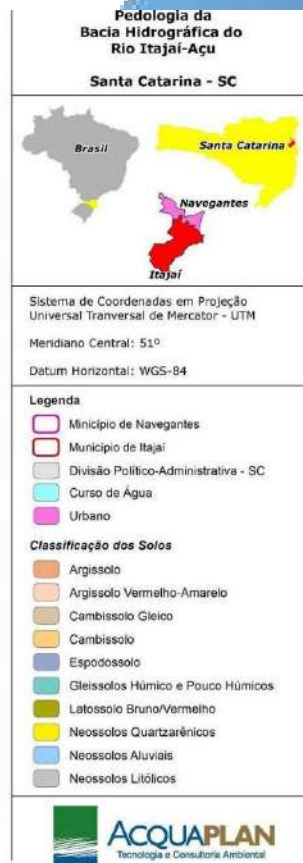 Pedologia da
Bacia Hidrográfica do
Rio Itajaí-Açu
Santa Catarina - SC
Brasil
Santa Catarina
Navegantes
Itajaí
Sistema de Coordenadas em Projeção
Universal Tranversal de Mercator - UTM
Meridiano Central: 51º
Datum Horizontal: WGS-84
Legenda
Minicípio de Navegantes
Municipio de Itajaí
Divisão Político-Administrativa - SC
Curso de Água
Urbano
Classificação dos Solos
Argissolo
Argissolo Vermelho-Amarelo
Cambissolo Gleico
Cambissolo
Espodossolo
Gleissolos Húmico e Pouco Húmicos
Latossolo Bruno/Vermelho
Neossolos Quartzarênicos
Neossolos Aluviais
Neossolos Litólicos
ACQUAPLAN
Tecnologia e Consultoria Ambiental